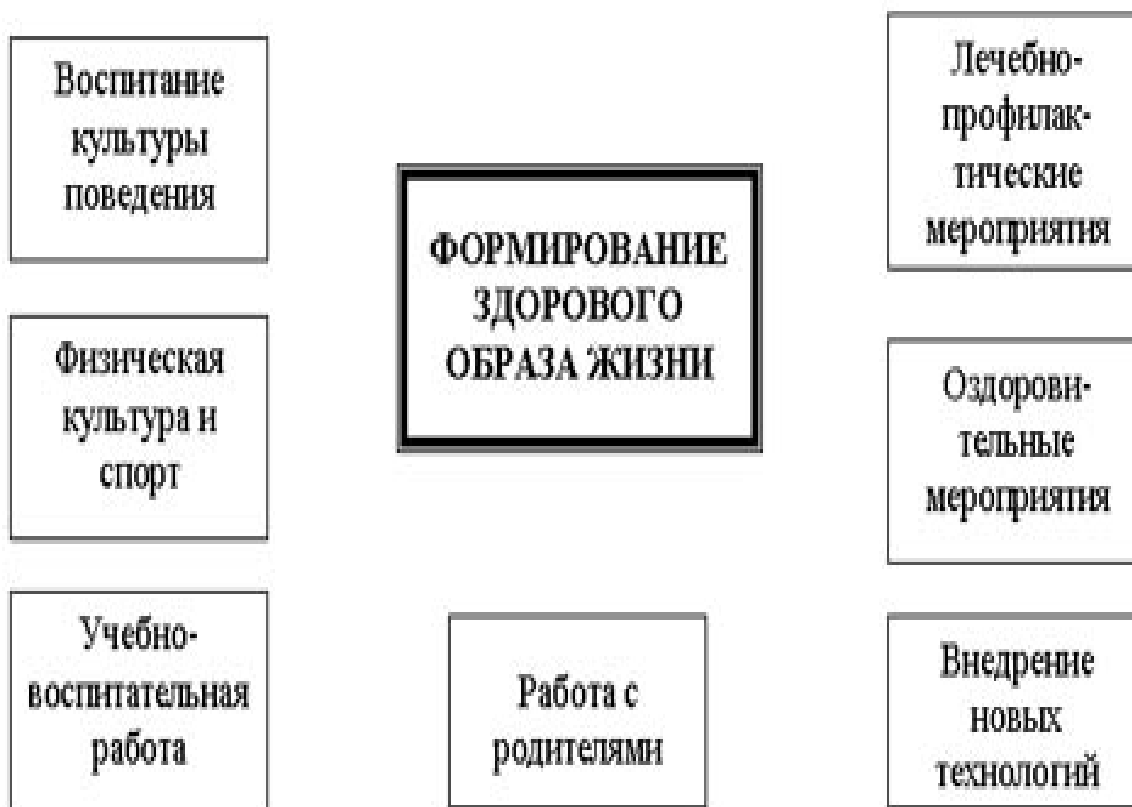 Воспитание
культуры
поведения
Физическая
культура и
спорт
Учебно-
воспитательная
работа
ФОРМИРОВАНИЕ
ЗДОРОВОГО
ОБРАЗА ЖИЗНИ
Работа с
родителями
Лечебно-
профилак-
тические
мероприятия
Оздорови-
тельные
мероприятия
Внедрение
новых
технологий